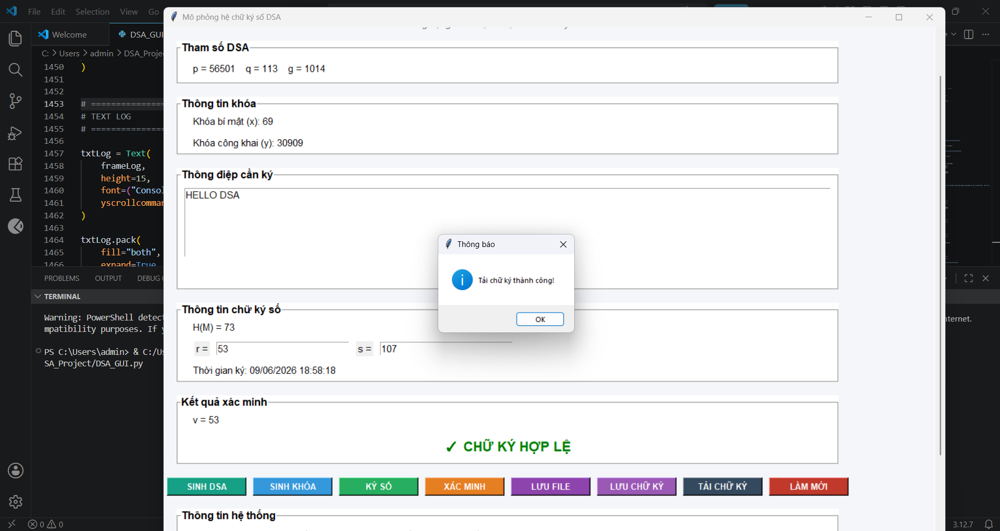 File Edit Selection View Go
Mô phỏng hệ chữ ký số DSA
Welcome
DSA_GUI
C: > Users > admin > DSA_Proje
1450 )
1451
1452
1453 # ===============
1454 # TEXT LOG
1455 # ===============
1456
1457 txtLog = Text(
1458 frameLog,
1459 height=15,
1460 font=("Consol
1461 yscrollcomman
1462 )
1463
1464 txtLog.pack(
1465 fill="both",
1466 expand=True
PROBLEMS OUTPUT DEBUG
TERMINAL
Warning: PowerShell detect
mpatibility purposes. If
nternet.
PS C:\Users\admin> & C:/Us
SA_Project/DSA_GUI.py
0 0
3.12.7
Tham số DSA
p = 56501 q = 113 g = 1014
Thông tin khóa
Khóa bí mật (x): 69
Khóa công khai (y): 30909
Thông điệp cần ký
HELLO DSA
Thông báo
Tải chữ ký thành công!
OK
Thông tin chữ ký số
H(M) = 73
r = 53 s = 107
Thời gian ký: 09/06/2026 18:58:18
Kết quả xác minh
v = 53
✓ CHỮ KÝ HỢP LỆ
SINH DSA SINH KHÓA KÝ SỐ XÁC MINH LƯU FILE LƯU CHỮ KÝ TẢI CHỮ KÝ LÀM MỚI
Thông tin hệ thống